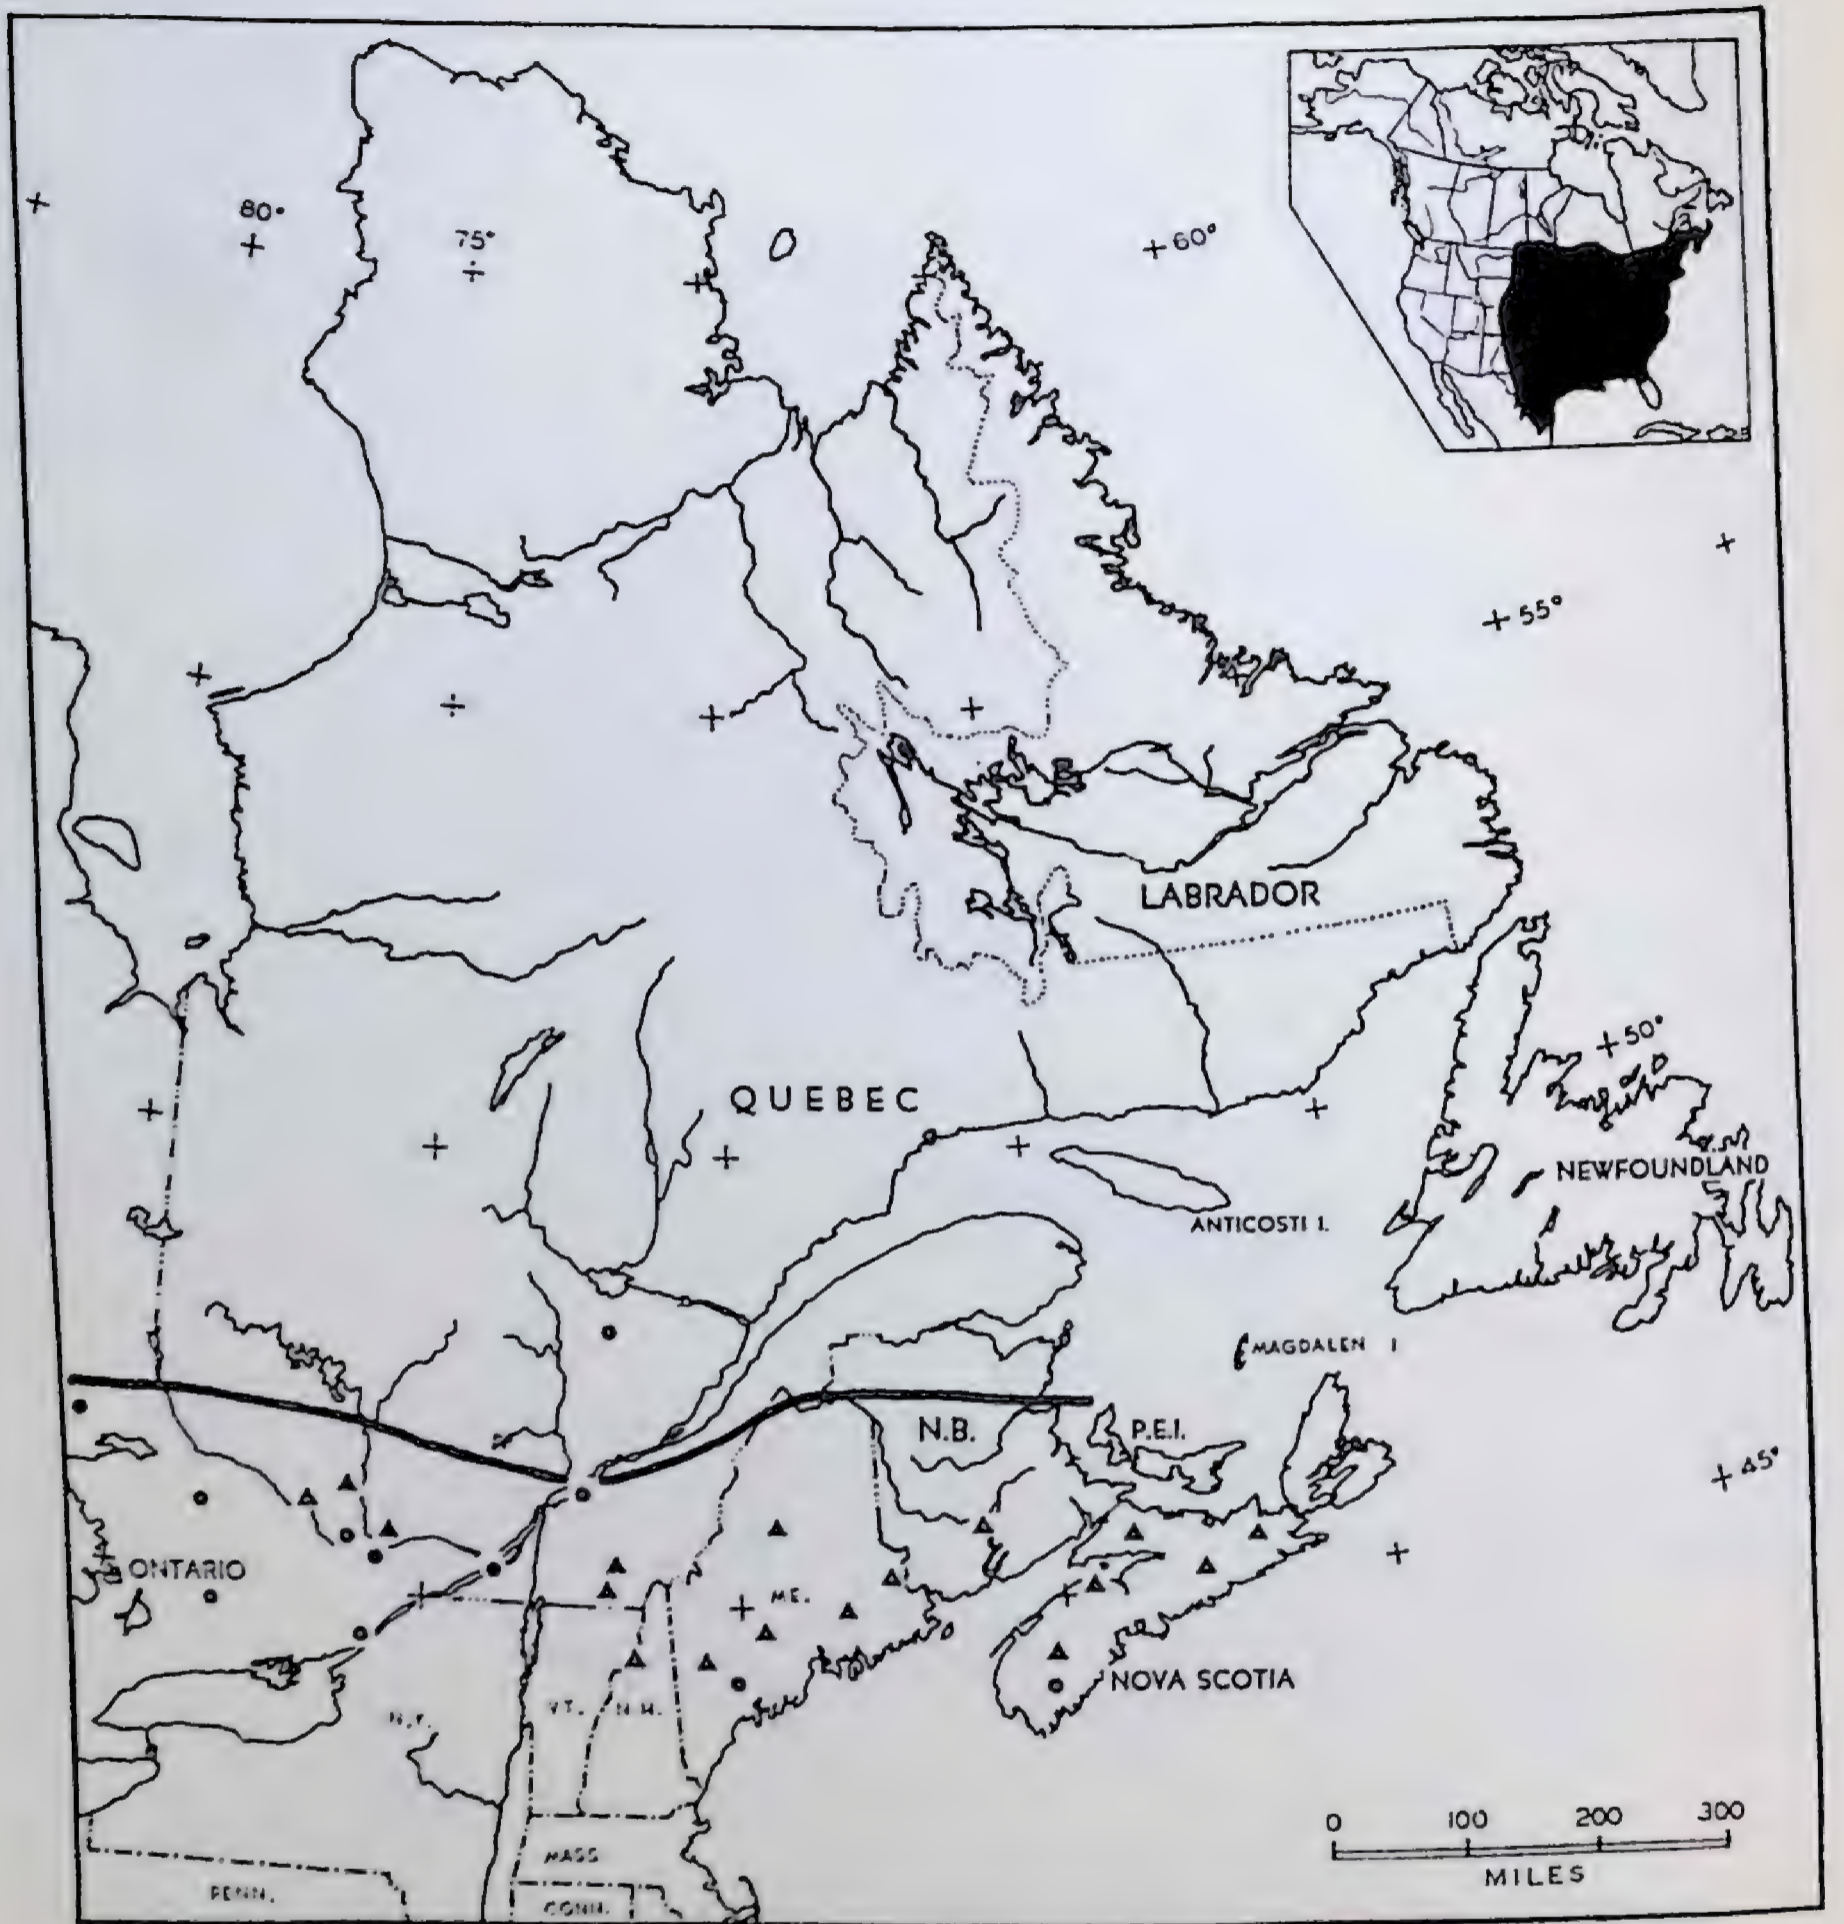 80°
75°
60°
55°
LABRADOR
50°
QUEBEC
NEWFOUNDLAND
ANTICOSTI I.
MAGDALEN I
N.B.
P.E.I.
45°
ONTARIO
ME.
NOVA SCOTIA
VT.
N.H.
N.Y.
0 100 200 300
MILES
MASS
PENN.
CONN.